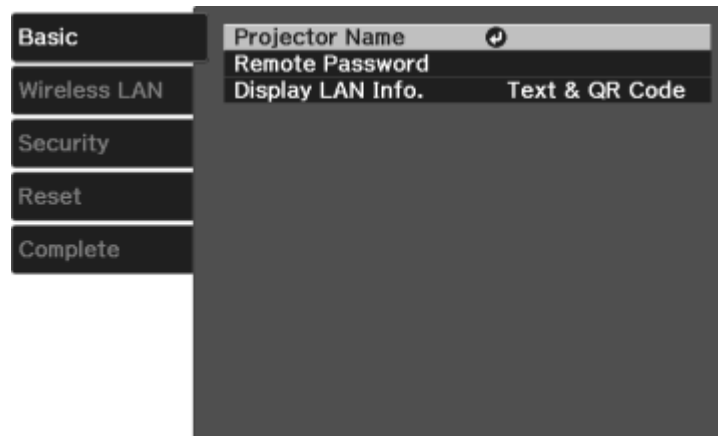 Basic
Wireless LAN
Security
Reset
Complete
Projector Name
Remote Password
Display LAN Info. Text & QR Code